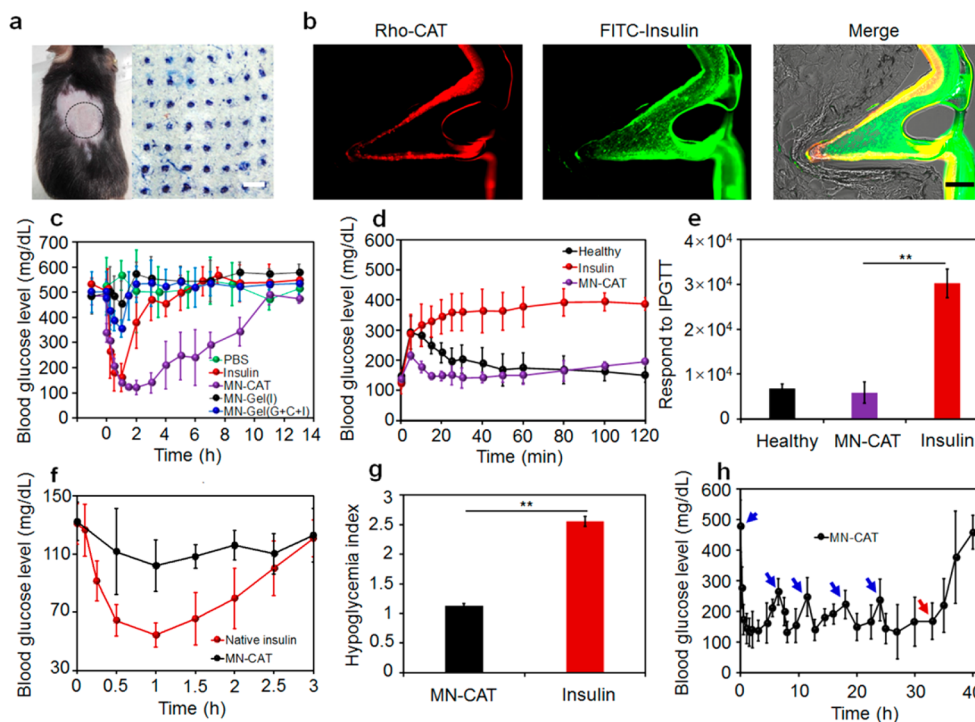 a
b
Rho-CAT
FITC-Insulin
Merge
c
Blood glucose level (mg/dL)
700
600
500
400
300
200
100
0
PBS
Insulin
MN-CAT
MN-Gel(I)
MN-Gel(G+C+I)
-2 0 2 4 6 8 10 12 14
Time (h)
d
Blood glucose level (mg/dL)
600
500
400
300
200
100
0
Healthy
Insulin
MN-CAT
0 20 40 60 80 100 120
Time (min)
e
Respond to IPGTT
4×10⁴
3×10⁴
2×10⁴
1×10⁴
0
**
Healthy MN-CAT Insulin
f
Blood glucose level (mg/dL)
150
120
90
60
30
Native insulin
MN-CAT
0 0.5 1 1.5 2 2.5 3
Time (h)
g
Hypoglycemia index
3
2.5
2
1.5
1
0.5
0
**
MN-CAT Insulin
h
Blood glucose level (mg/dL)
600
500
400
300
200
100
0
MN-CAT
0 10 20 30 40
Time (h)